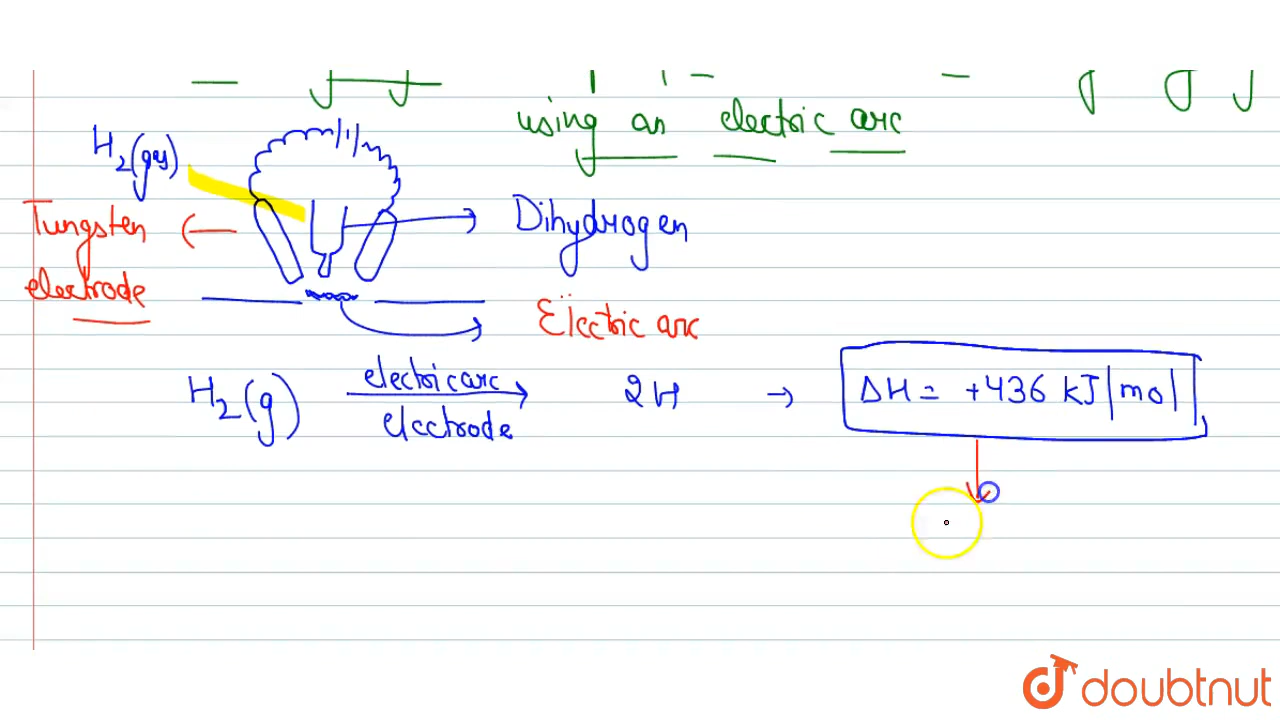 using an electric arc
H2(gas)
Tungsten
electrode
Dihydrogen
Electric arc
H2(g) electric arc electrode 2H → ΔH = +436 kJ/mol
doubtnut